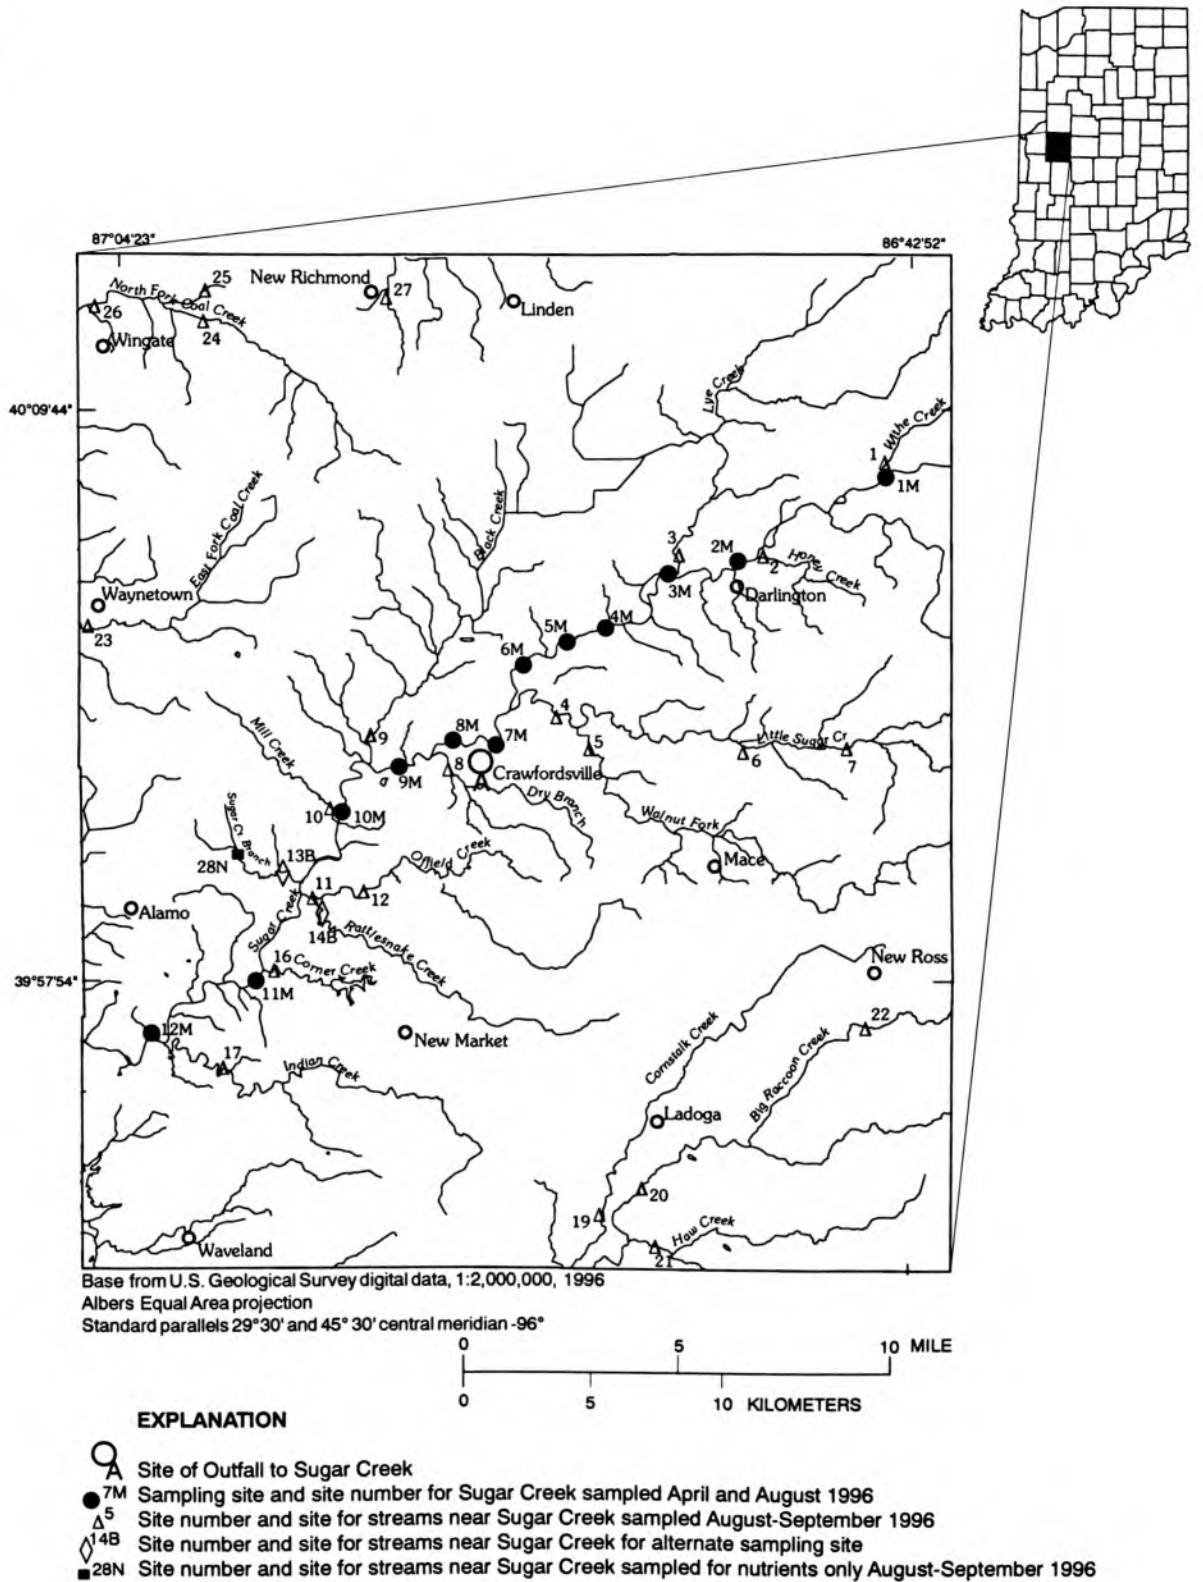 87°04'23"
86°42'52"
New Richmond
27
25
North Fork Coal Creek
26
24
Linden
Wingate
Lye Creek
40°09'44"
Withe Creek
1
1M
East Fork Coal Creek
Black Creek
3
2M
2
Honey Creek
3M
Darlington
Waynetown
23
5M
4M
6M
4
Mill Creek
8M
7M
9
5
Little Sugar Cr
6
7
8
9M
Crawfordsville
Dry Branch
Sugar Cr Branch
10
10M
Walnut Fork
13B
28N
Offield Creek
Mace
11
12
Alamo
Sugar Creek
14B
Rattlesnake Creek
16
Corner Creek
New Ross
39°57'54"
11M
12M
New Market
22
Cornstalk Creek
17
Indian Creek
Big Raccoon Creek
Ladoga
20
19
Haw Creek
21
Waveland
Base from U.S. Geological Survey digital data, 1:2,000,000, 1996
Albers Equal Area projection
Standard parallels 29°30' and 45° 30' central meridian -96°
0 5 10 MILE
0 5 10 KILOMETERS
EXPLANATION
A Site of Outfall to Sugar Creek
7M Sampling site and site number for Sugar Creek sampled April and August 1996
5 Site number and site for streams near Sugar Creek sampled August-September 1996
14B Site number and site for streams near Sugar Creek for alternate sampling site
28N Site number and site for streams near Sugar Creek sampled for nutrients only August-September 1996